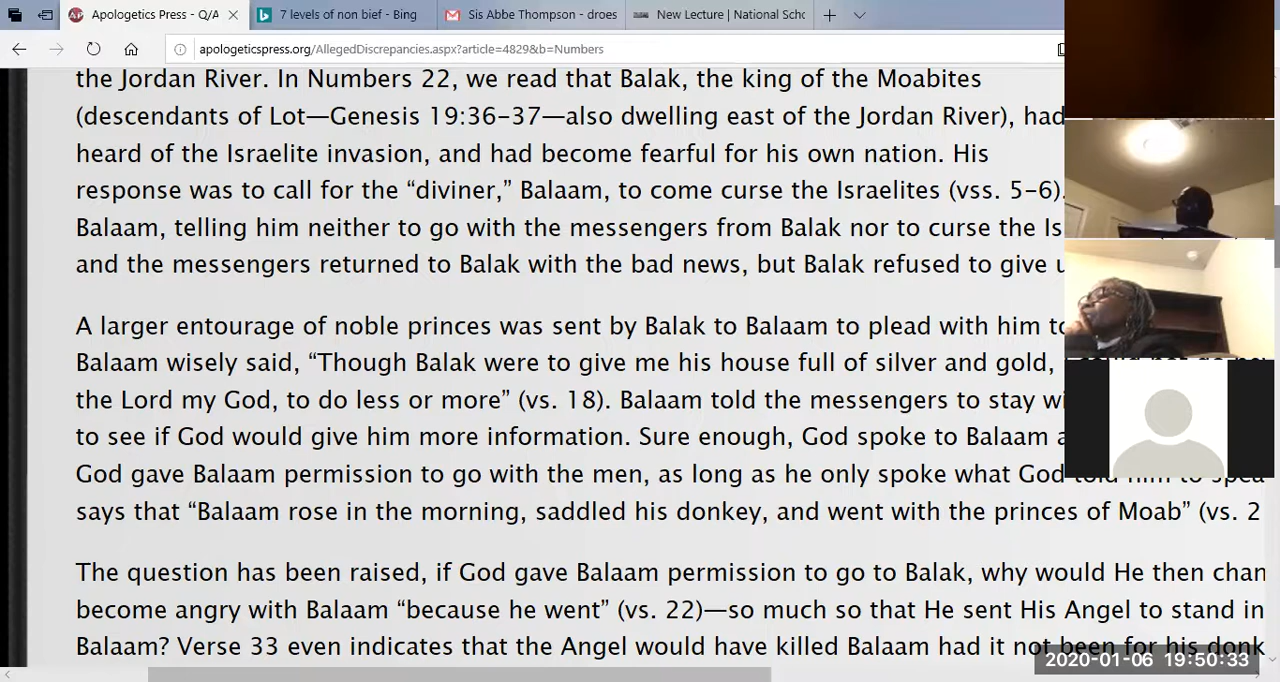 Apologetics Press - Q/A
7 levels of non bief - Bing
Sis Abbe Thompson - droes
New Lecture | National Scho
apologeticspress.org/AllegedDiscrepancies.aspx?article=4829&b=Numbers
the Jordan River. In Numbers 22, we read that Balak, the king of the Moabites
(descendants of Lot—Genesis 19:36-37—also dwelling east of the Jordan River), had
heard of the Israelite invasion, and had become fearful for his own nation. His
response was to call for the “diviner,” Balaam, to come curse the Israelites (vss. 5-6).
Balaam, telling him neither to go with the messengers from Balak nor to curse the Is
and the messengers returned to Balak with the bad news, but Balak refused to give u
A larger entourage of noble princes was sent by Balak to Balaam to plead with him to
Balaam wisely said, “Though Balak were to give me his house full of silver and gold,
the Lord my God, to do less or more” (vs. 18). Balaam told the messengers to stay wi
to see if God would give him more information. Sure enough, God spoke to Balaam a
God gave Balaam permission to go with the men, as long as he only spoke what God told him to spea
says that “Balaam rose in the morning, saddled his donkey, and went with the princes of Moab” (vs. 2
The question has been raised, if God gave Balaam permission to go to Balak, why would He then chan
become angry with Balaam “because he went” (vs. 22)—so much so that He sent His Angel to stand in
Balaam? Verse 33 even indicates that the Angel would have killed Balaam had it not been for his donk
2020-01-06 19:50:33